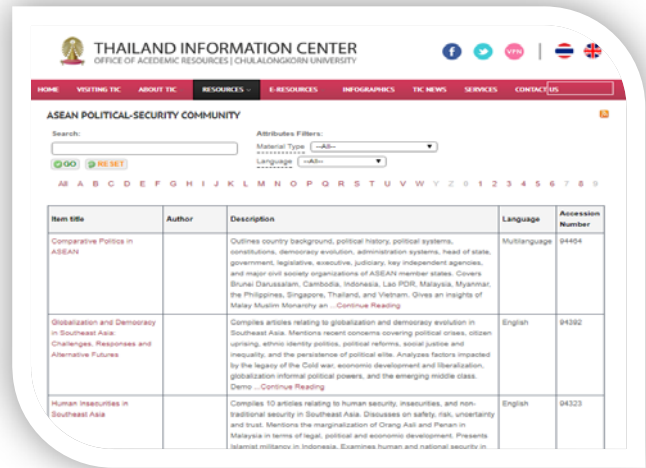 THAILAND INFORMATION CENTER
OFFICE OF ACEDEMIC RESOURCES | CHULALONGKORN UNIVERSITY
f VPN
HOME VISITING TIC ABOUT TIC RESOURCES E-RESOURCES INFOGRAPHICS TIC NEWS SERVICES CONTACT US
ASEAN POLITICAL-SECURITY COMMUNITY
Search: Attributes Filters:
Material Type --All--
GO RESET Language --All--
All A B C D E F G H I J K L M N O P Q R S T U V W Y Z 0 1 2 3 4 5 6 7 8 9
Item title Author Description Language Accession Number
Comparative Politics in ASEAN
Outlines country background, political history, political systems,
constitutions, democracy evolution, administration systems, head of state,
government, legislative, executive, judiciary, key independent agencies,
and major civil society organizations of ASEAN member states. Covers
Brunei Darussalam, Cambodia, Indonesia, Lao PDR, Malaysia, Myanmar,
the Philippines, Singapore, Thailand, and Vietnam. Gives an insights of
Malay Muslim Monarchy an ...Continue Reading
Multilanguage 94464
Globalization and Democracy
in Southeast Asia:
Challenges, Responses and
Alternative Futures
Compiles articles relating to globalization and democracy evolution in
Southeast Asia. Mentions recent concerns covering political crises, citizen
uprising, ethnic identity politics, political reforms, social justice and
inequality, and the persistence of political elite. Analyzes factors impacted
by the legacy of the Cold war, economic development and liberalization,
globalization informal political powers, and the emerging middle class.
Demo ...Continue Reading
English 94392
Human Insecurities in
Southeast Asia
Compiles 10 articles relating to human security, insecurities, and non-
traditional security in Southeast Asia. Discusses on safety, risk, uncertainty
and trust. Mentions the marginalization of Orang Asli and Penan in
Malaysia in terms of legal, political and economic development. Presents
Islamist militancy in Indonesia. Examines human and national security in
English 94323